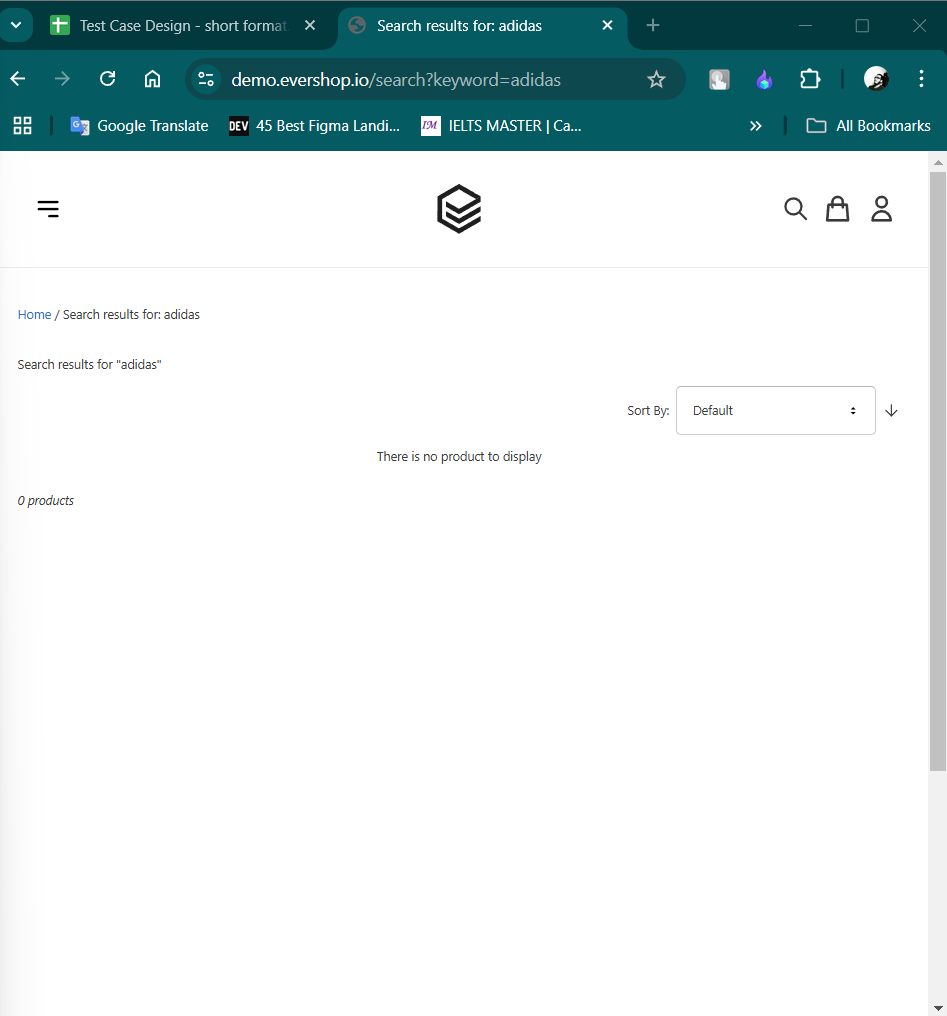 Test Case Design - short format.
Search results for: adidas
demo.evershop.io/search?keyword=adidas
Google Translate
DEV 45 Best Figma Landi...
IM IELTS MASTER | Ca...
All Bookmarks
Home / Search results for: adidas
Search results for "adidas"
Sort By: Default
There is no product to display
0 products